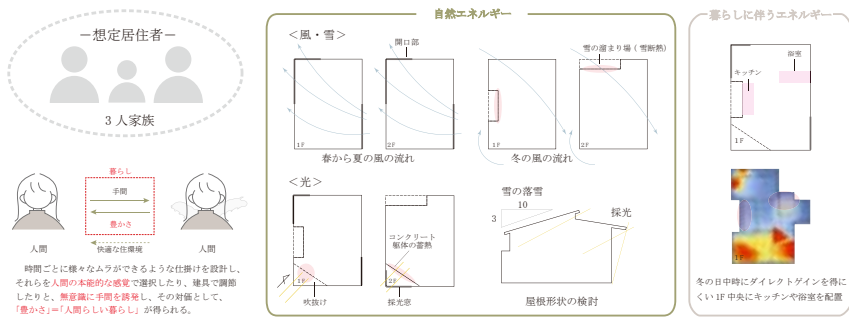 －想定居住者－
3 人家族
暮らし
手間
豊かさ
人間
快適な住環境
人間
時間ごとに様々なムラができるような仕掛けを設計し、
それらを人間の本能的な感覚で選択したり、建具で調節
したりと、無意識に手間を誘発し、その対価として、
「豊かさ」＝「人間らしい暮らし」が得られる。
自然エネルギー
＜風・雪＞
開口部
1F
2F
春から夏の風の流れ
雪の溜まり場 ( 雪断熱 )
1F
2F
冬の風の流れ
＜光＞
1F
吹抜け
コンクリート
躯体の蓄熱
2F
採光窓
雪の落雪
10
3
採光
屋根形状の検討
暮らしに伴うエネルギー
浴室
キッチン
1F
1F
冬の日中時にダイレクトゲインを得に
くい 1F 中央にキッチンや浴室を配置